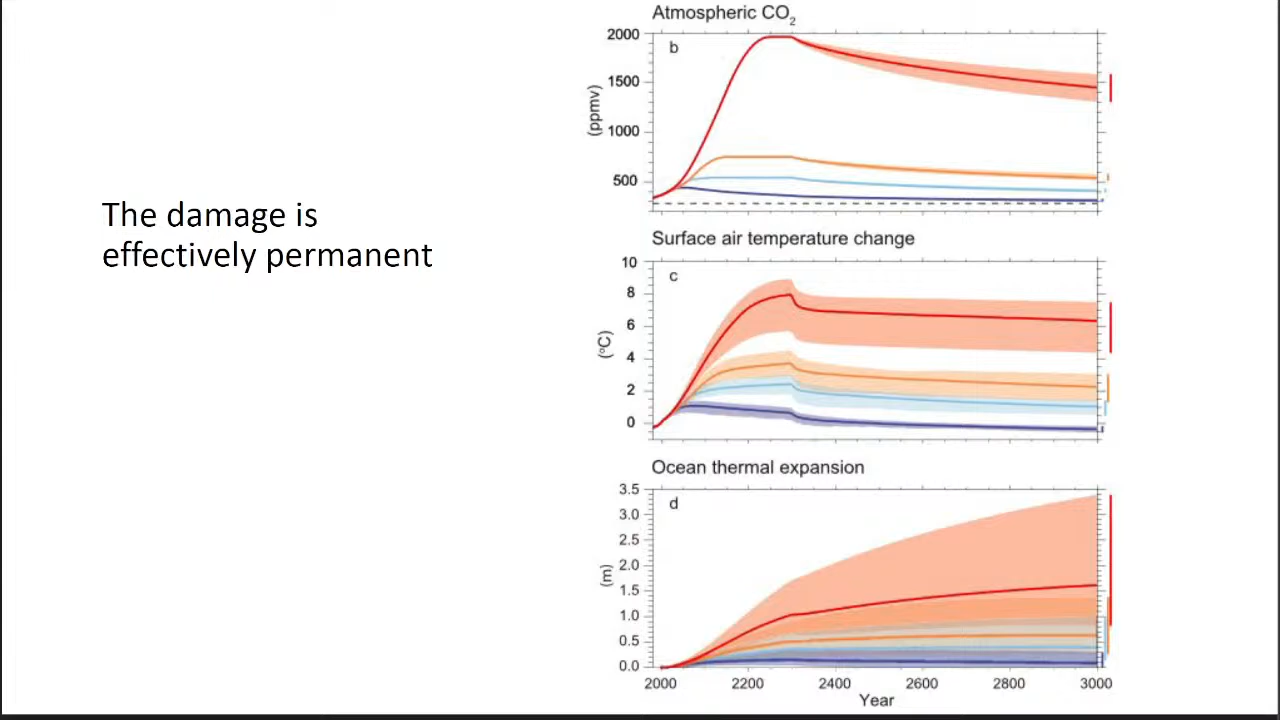 The damage is
effectively permanent
Atmospheric CO2
b
2000
1500
1000
500
(ppmv)
Surface air temperature change
c
10
8
6
4
2
0
(°C)
Ocean thermal expansion
d
3.5
3.0
2.5
2.0
1.5
1.0
0.5
0.0
(m)
2000 2200 2400 2600 2800 3000
Year